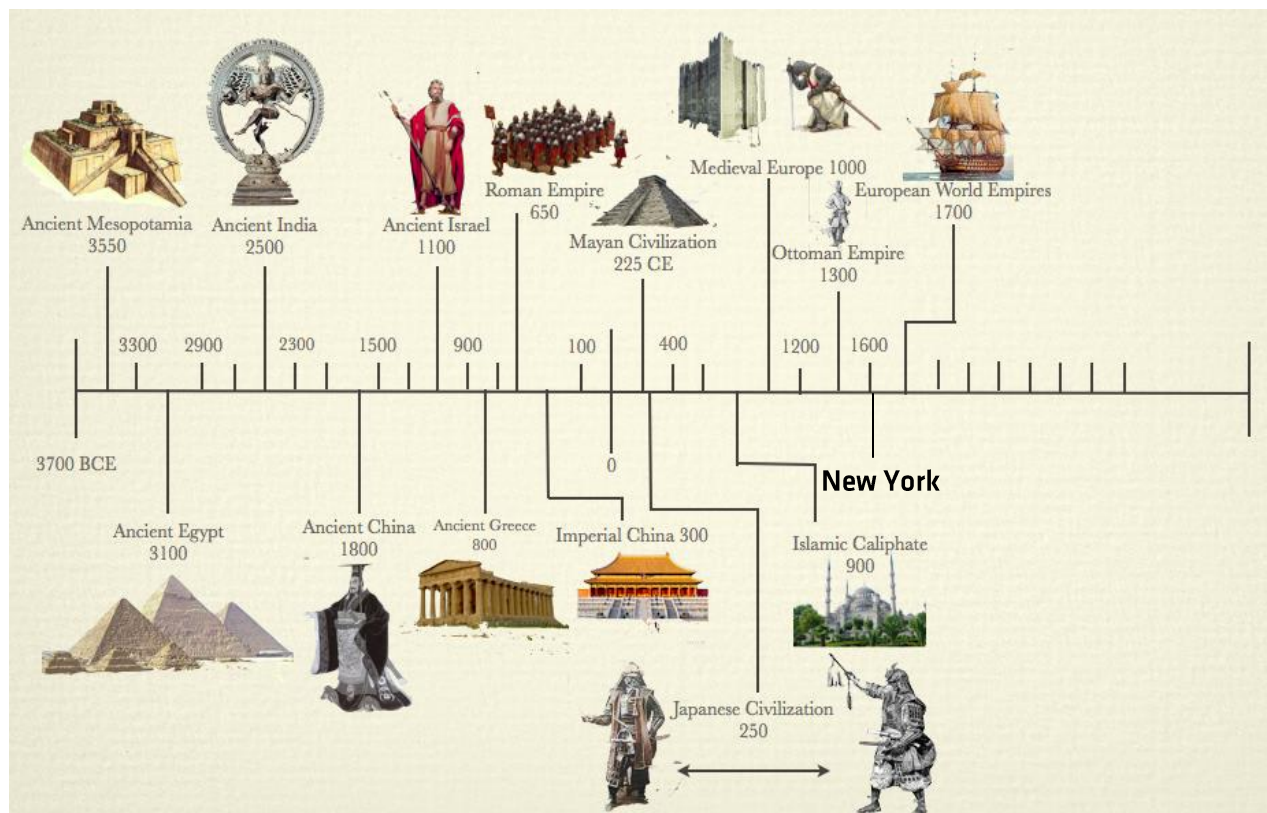 Medieval Europe 1000
Roman Empire
650
European World Empires
1700
Ancient Mesopotamia
3550
Ancient India
2500
Ancient Israel
1100
Mayan Civilization
225 CE
Ottoman Empire
1300
3300
2900
2300
1500
900
100
400
1200
1600
3700 BCE
0
New York
Ancient Egypt
3100
Ancient China
1800
Ancient Greece
800
Imperial China 300
Islamic Caliphate
900
Japanese Civilization
250